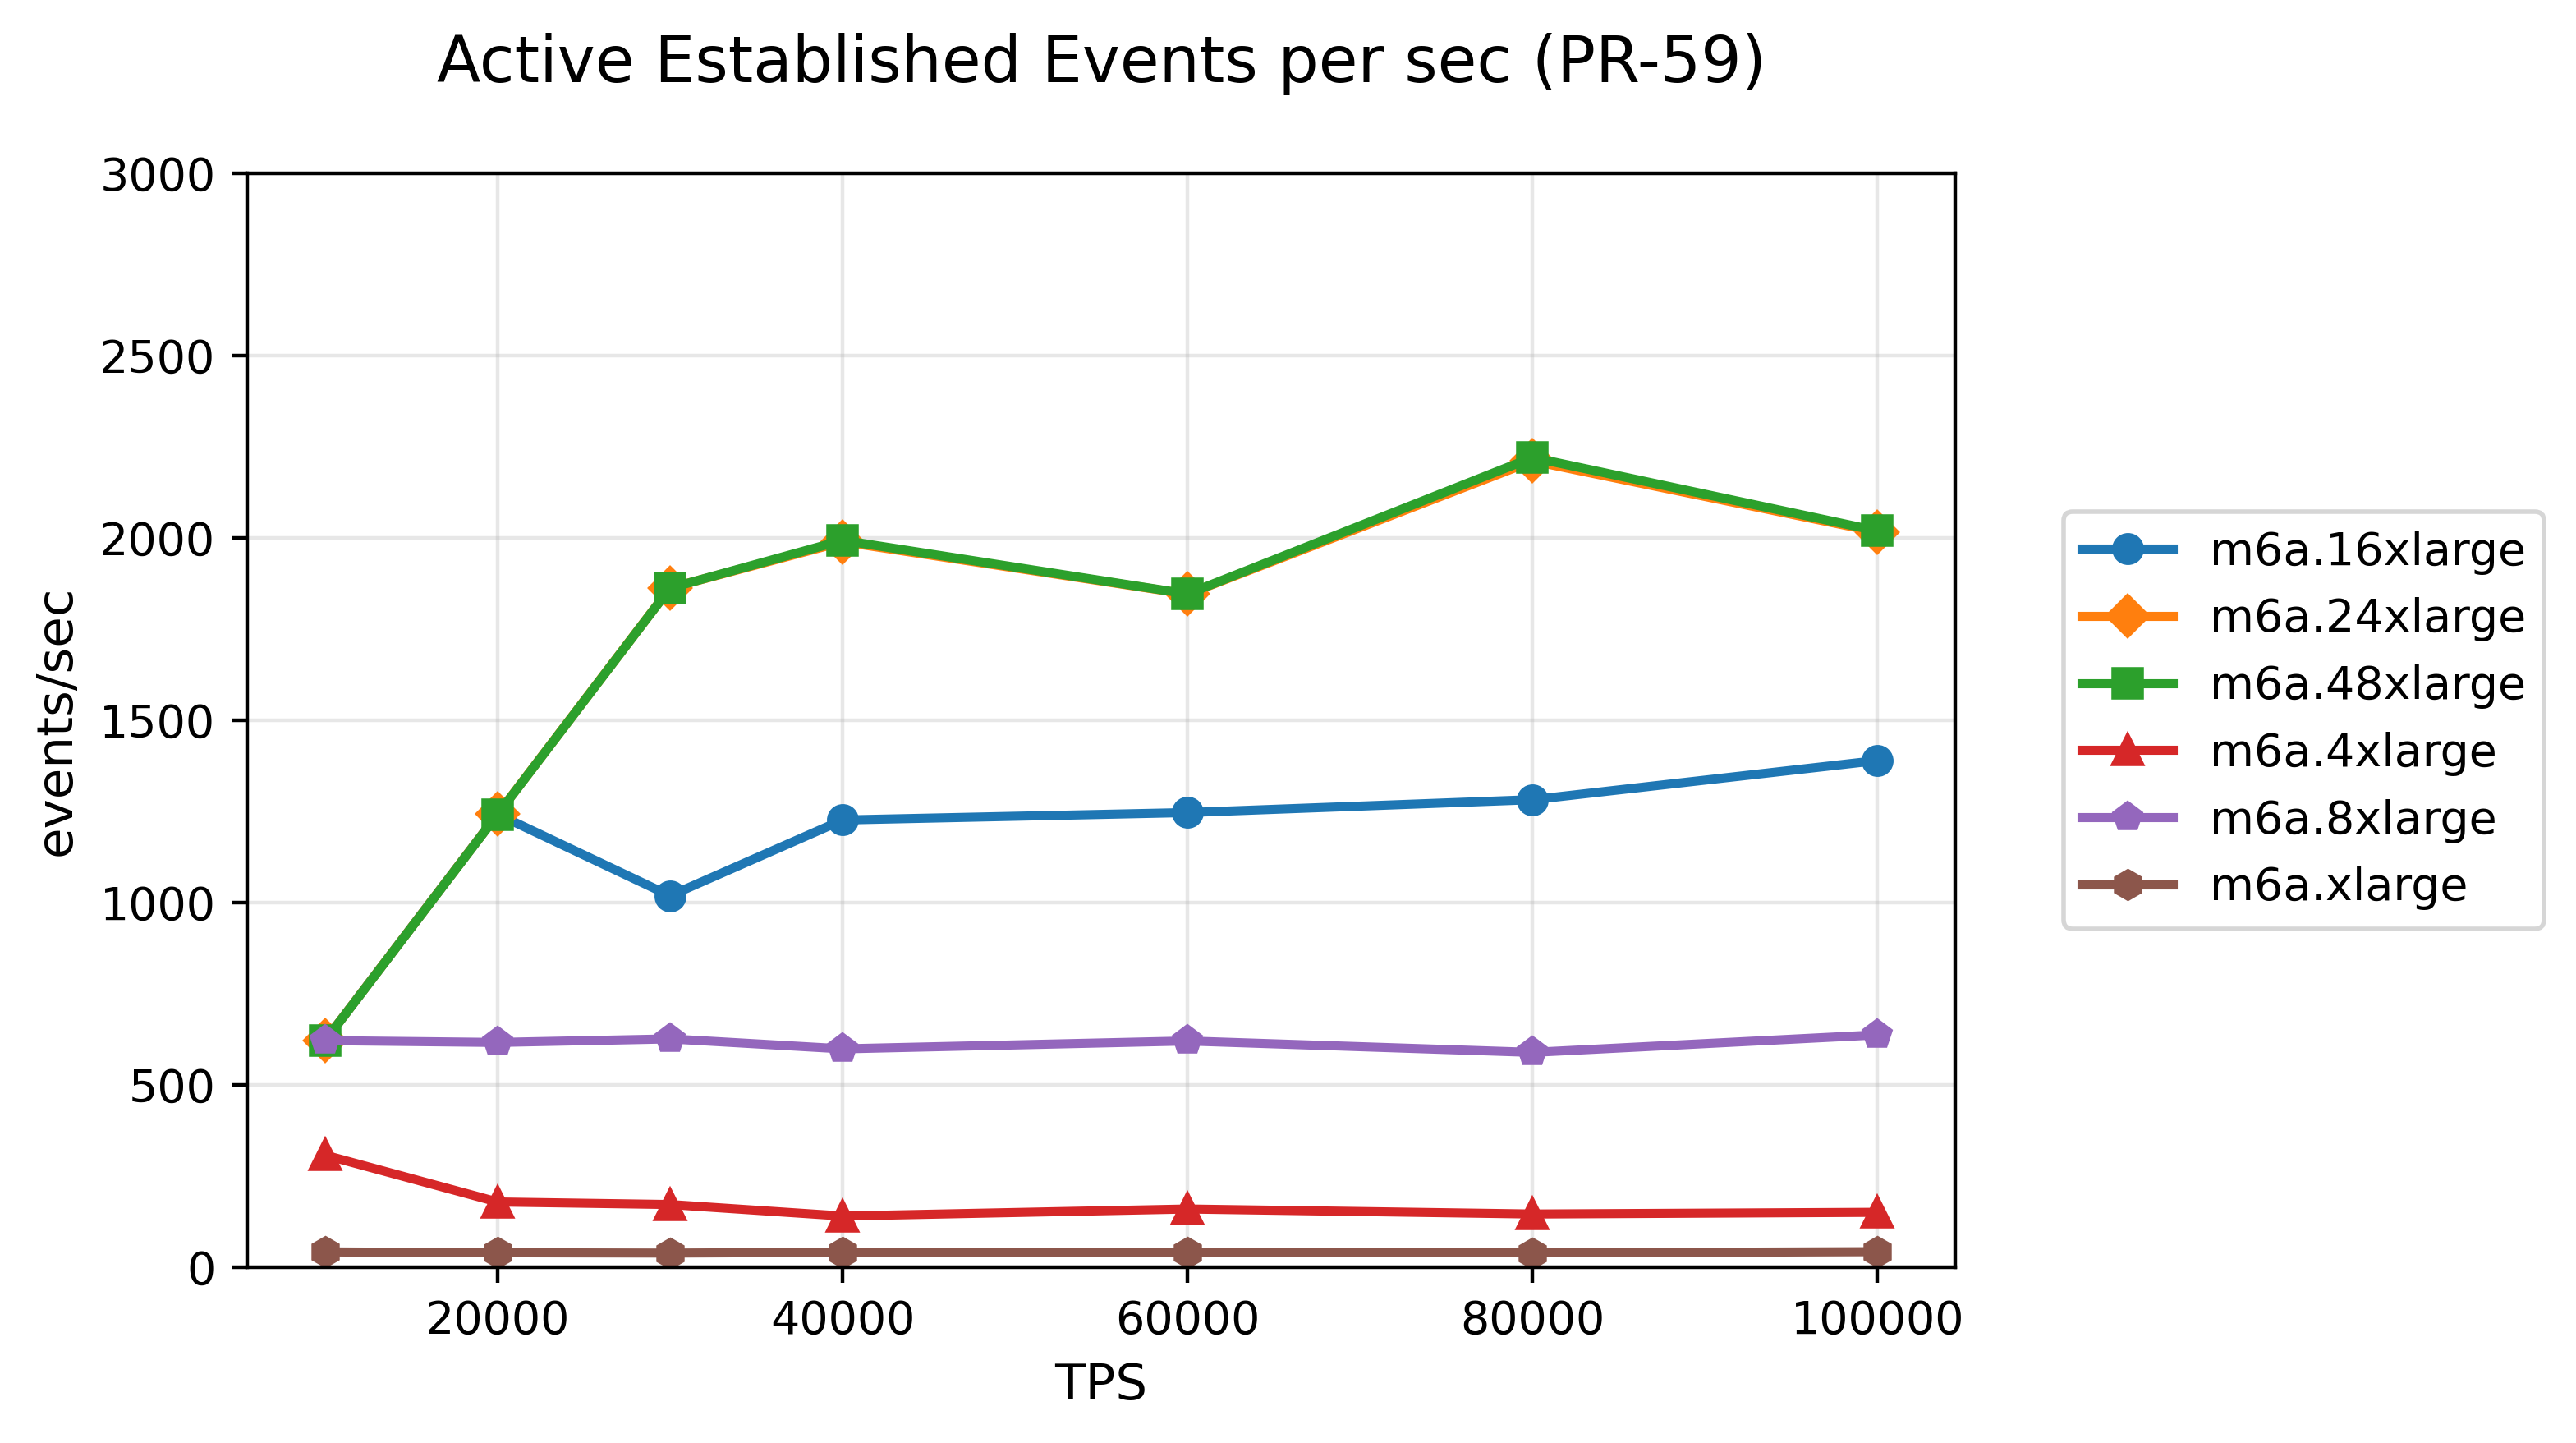 Active Established Events per sec (PR-59)
3000
2500
2000
1500
1000
500
0
events/sec
20000 40000 60000 80000 100000
TPS
m6a.16xlarge
m6a.24xlarge
m6a.48xlarge
m6a.4xlarge
m6a.8xlarge
m6a.xlarge